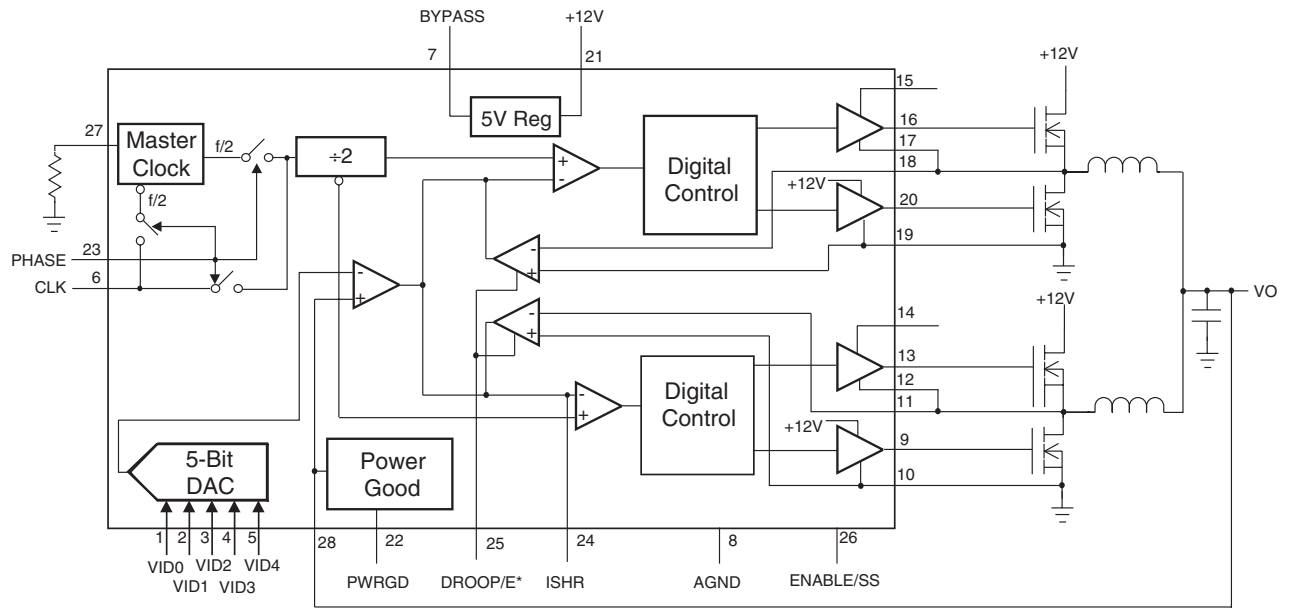 BYPASS +12V
7 21
+12V
15
27 Master Clock f/2 ÷2 5V Reg
16
17
Digital Control
18
+ -
f/2
+12V
20
19
PHASE 23
CLK 6
- +
- +
VO
+12V
- +
14
13
12
Digital Control
11
- +
+12V
9
10
5-Bit DAC
Power Good
1 2 3 4 5
28 22 25 24 8 26
VID0 VID2 VID4
VID1 VID3
PWRGD DROOP/E* ISHR AGND ENABLE/SS